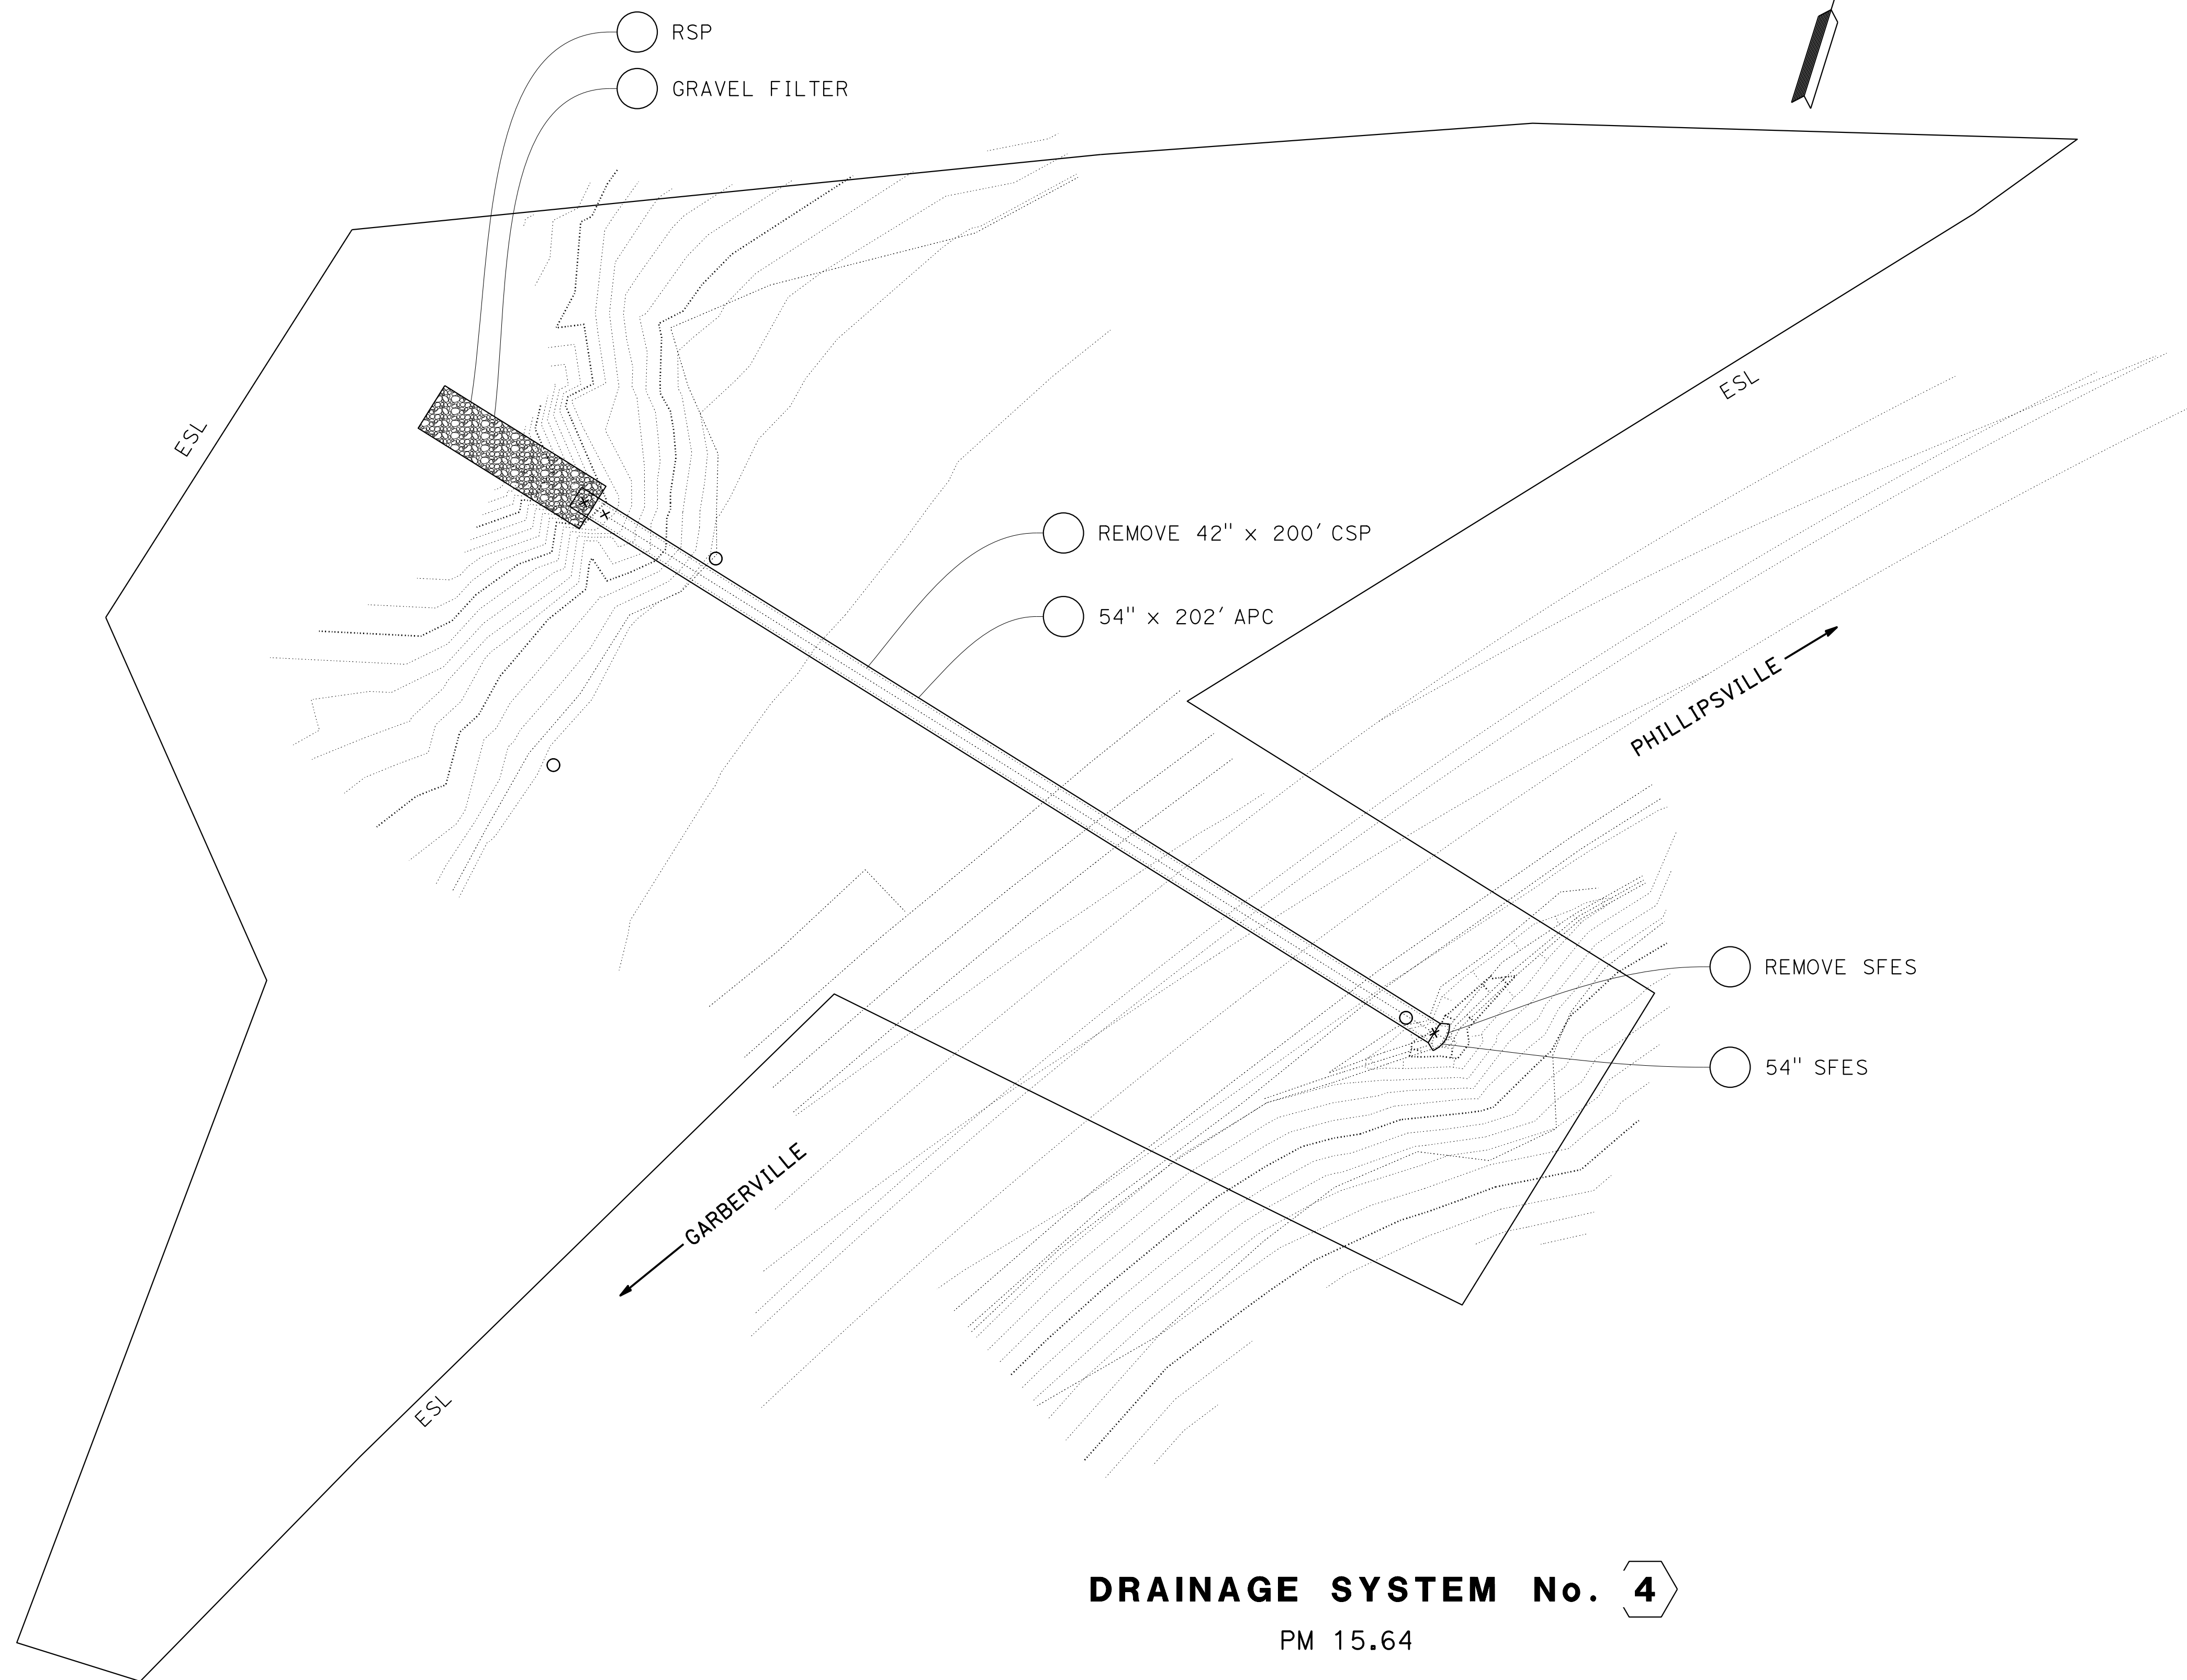 RSP
GRAVEL FILTER
ESL
ESL
REMOVE 42" x 200' CSP
54" x 202' APC
PHILLIPSVILLE
REMOVE SFES
54" SFES
GARBERVILLE
ESL
DRAINAGE SYSTEM No. 4
PM 15.64